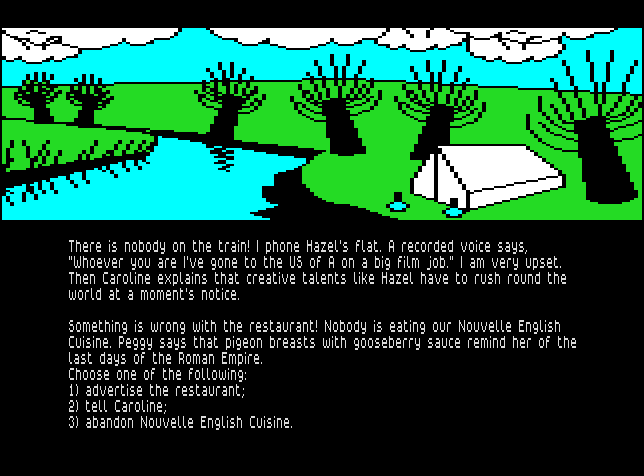 There is nobody on the train! I phone Hazel's flat. A recorded voice says,
"Whoever you are I've gone to the US of A on a big film job." I am very upset.
Then Caroline explains that creative talents like Hazel have to rush round the
world at a moment's notice.
Something is wrong with the restaurant! Nobody is eating our Nouvelle English
Cuisine. Peggy says that pigeon breasts with gooseberry sauce remind her of the
last days of the Roman Empire.
Choose one of the following:
1) advertise the restaurant;
2) tell Caroline;
3) abandon Nouvelle English Cuisine.